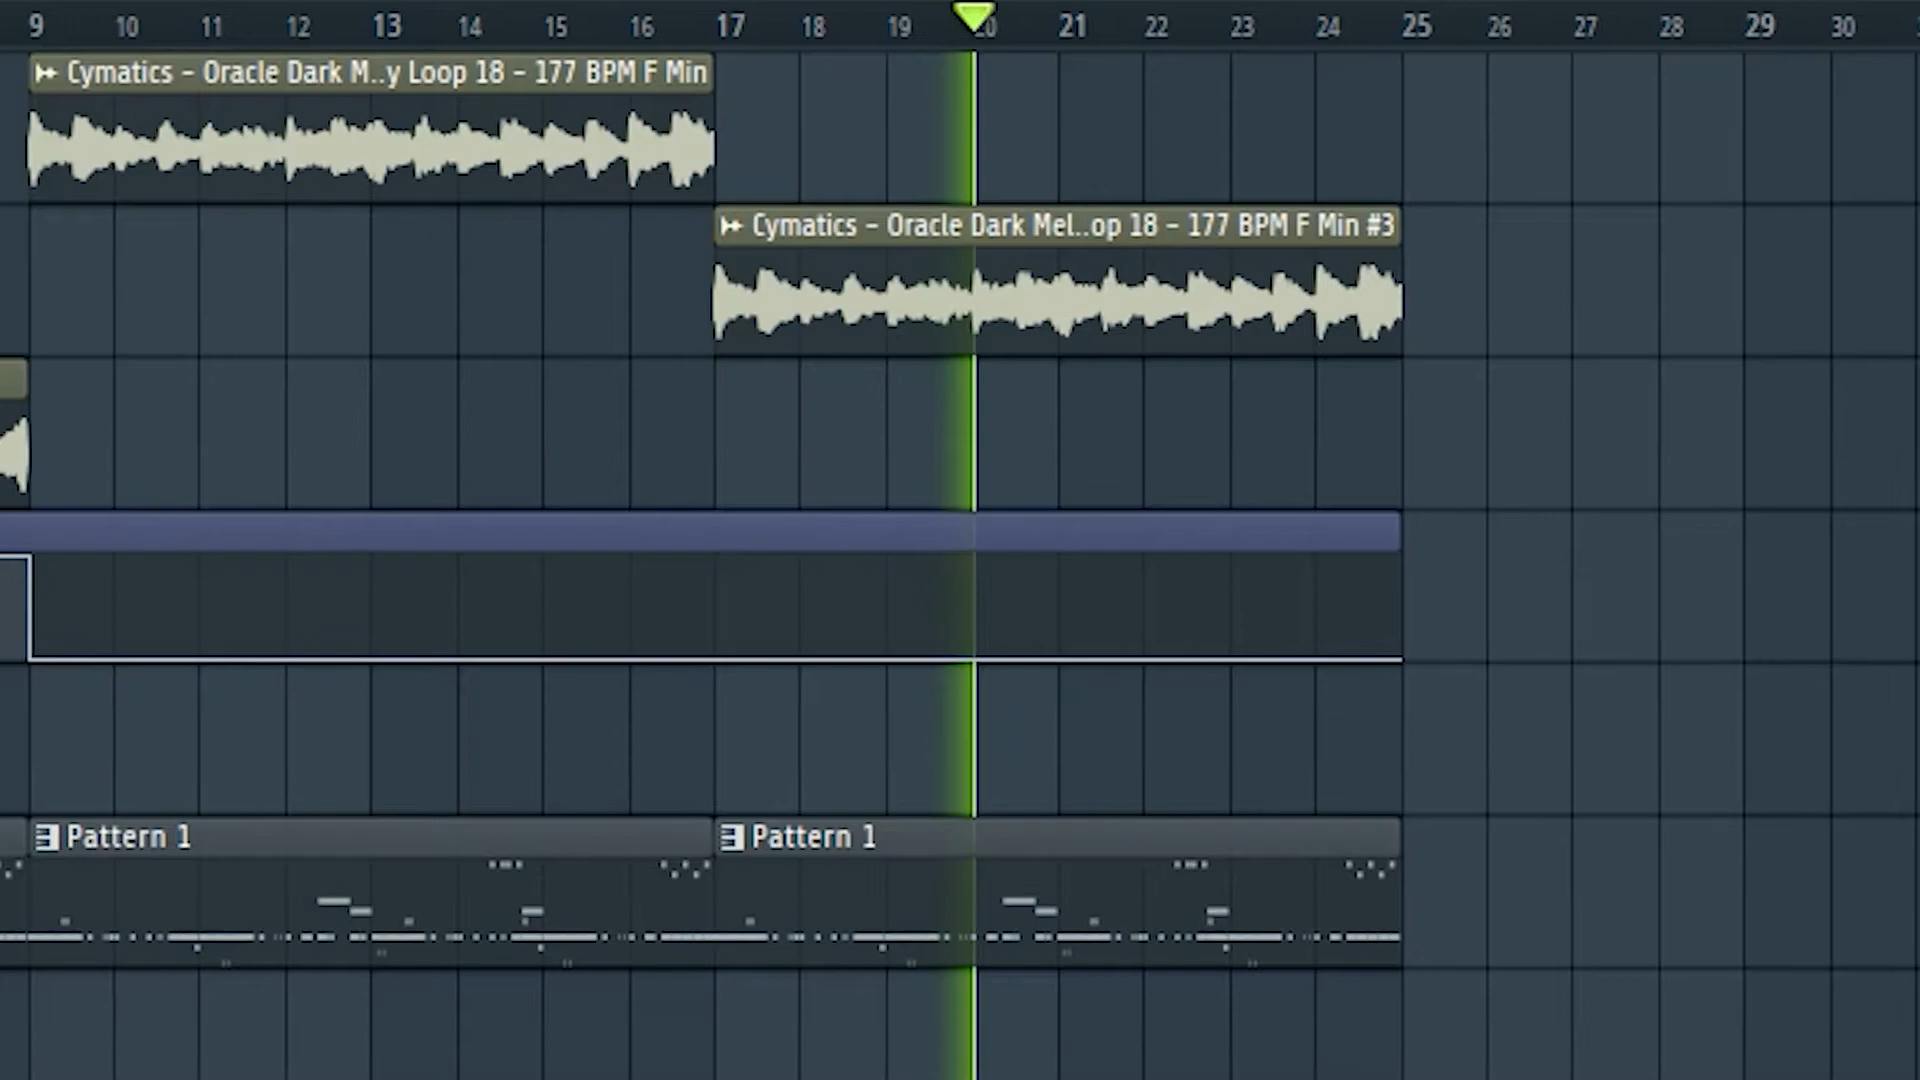 9 10 11 12 13 14 15 16 17 18 19 20 21 22 23 24 25 26 27 28 29 30
Cymatics - Oracle Dark M..y Loop 18 - 177 BPM F Min
Cymatics - Oracle Dark Mel..op 18 - 177 BPM F Min #3
Pattern 1
Pattern 1